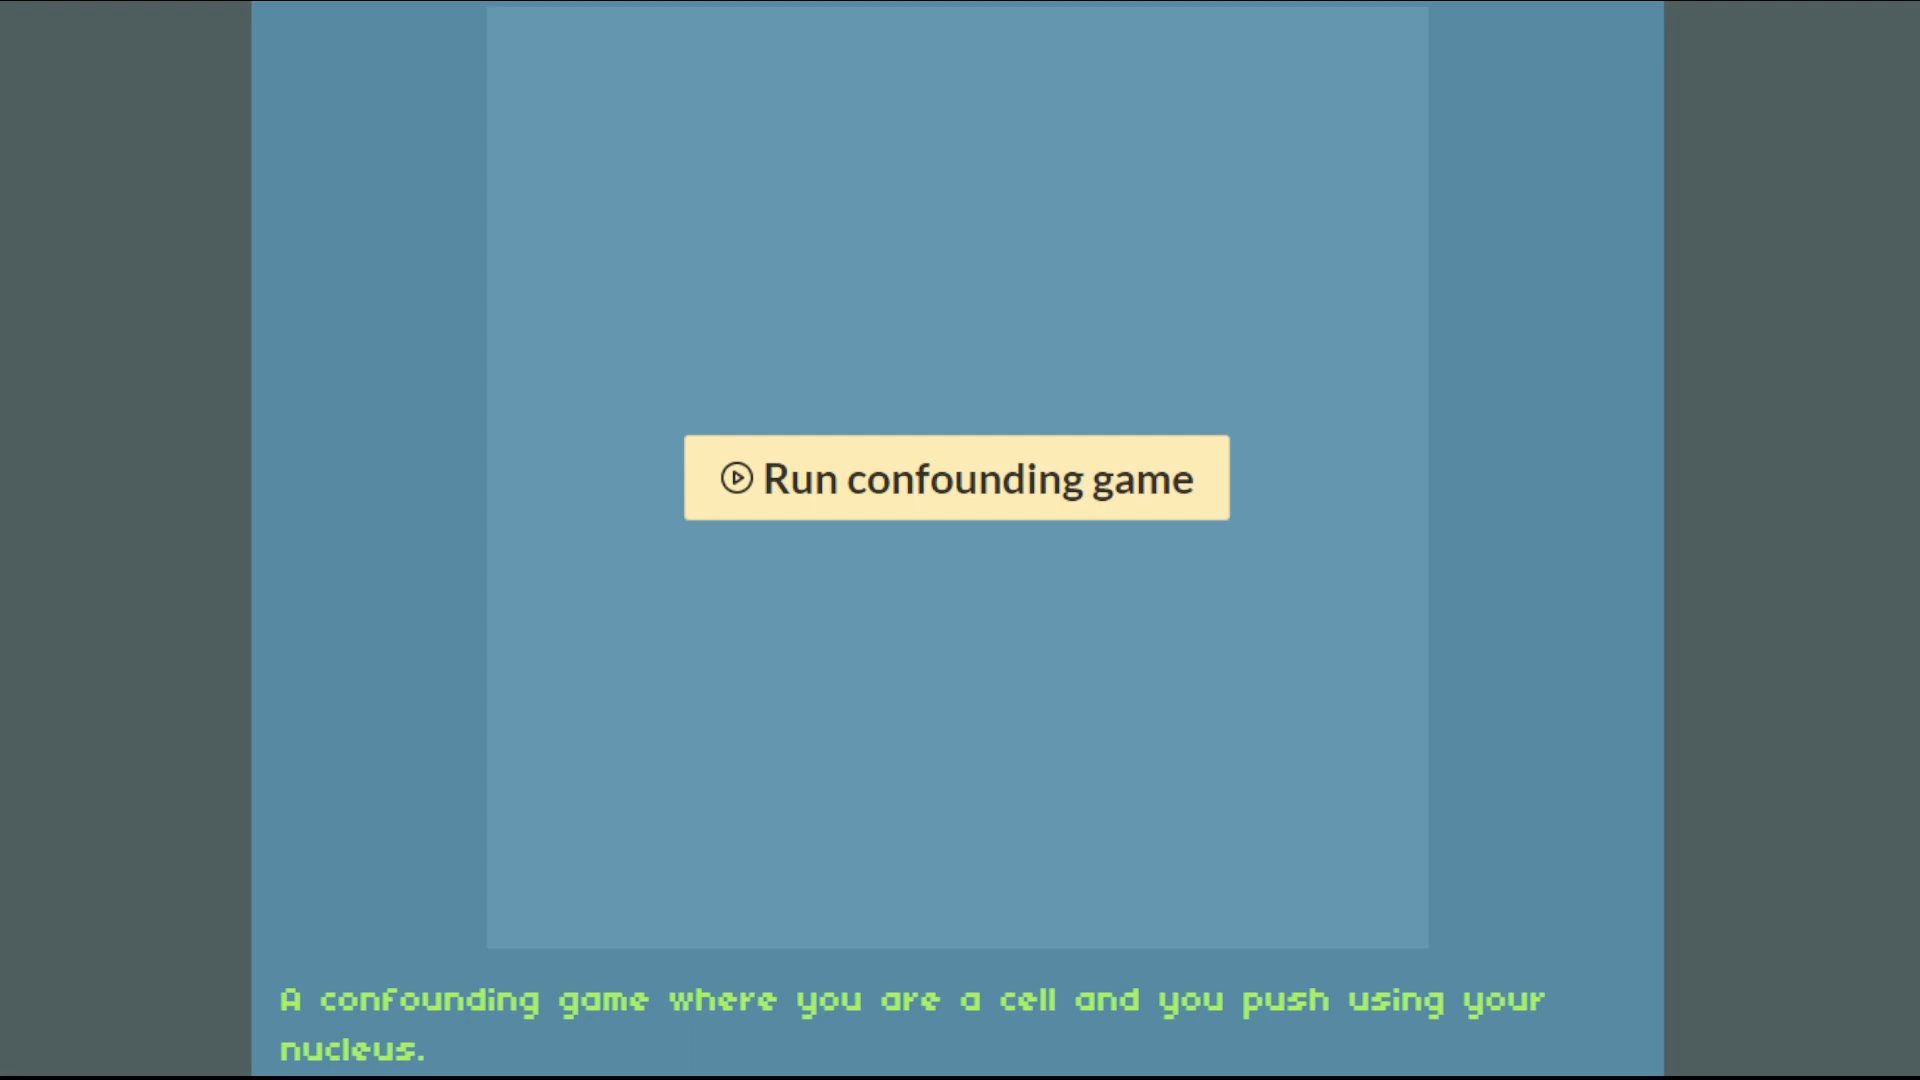 Run confounding game
A confounding game where you are a cell and you push using your
nucleus.